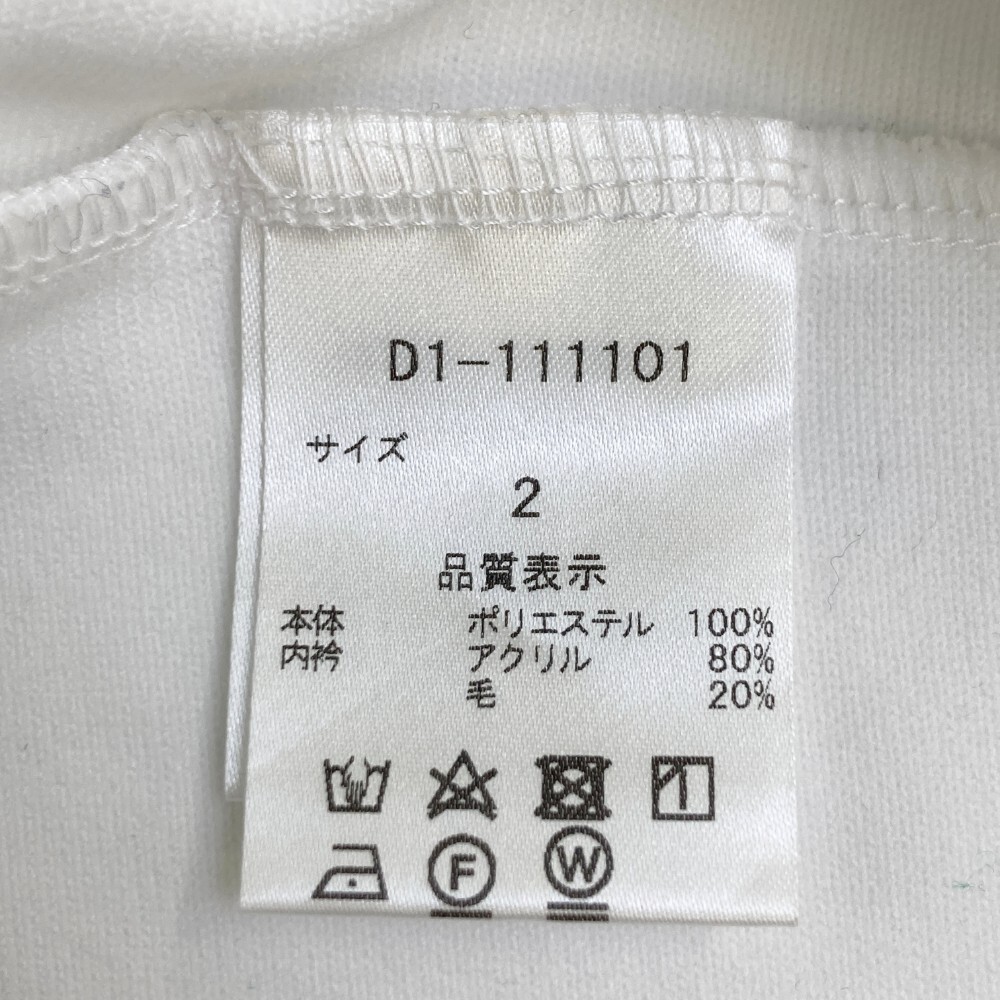 D1-111101
サイズ
2
品質表示
本体 ポリエステル 100%
内衿 アクリル 80%
毛 20%
F W